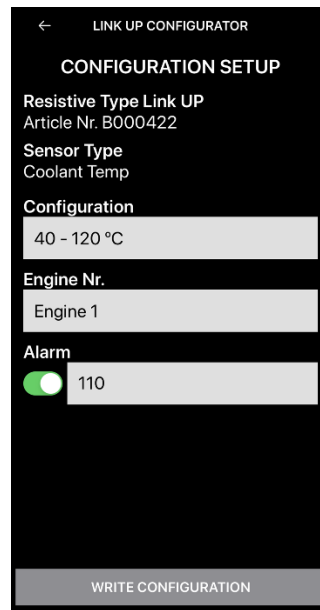 ← LINK UP CONFIGURATOR
CONFIGURATION SETUP
Resistive Type Link UP
Article Nr. B000422
Sensor Type
Coolant Temp
Configuration
40 - 120 ºC
Engine Nr.
Engine 1
Alarm
110
WRITE CONFIGURATION